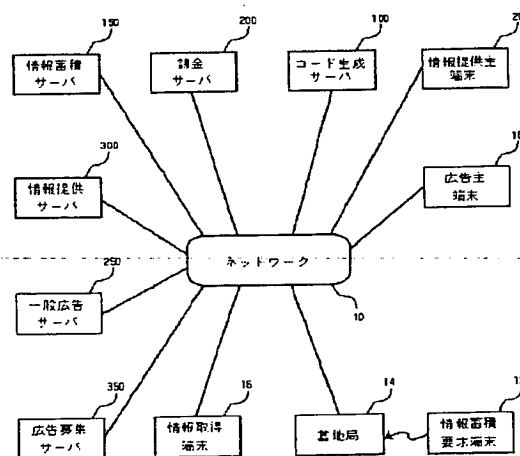 150
200
100
20
情報蓄積
サーバ
課金
サーバ
コード生成
サーバ
情報提供主
端末
300
情報提供
サーバ
18
広告主
端末
ネットワーク
10
250
一般広告
サーバ
350
広告募集
サーバ
16
情報取得
端末
14
基地局
12
情報蓄積
要求端末